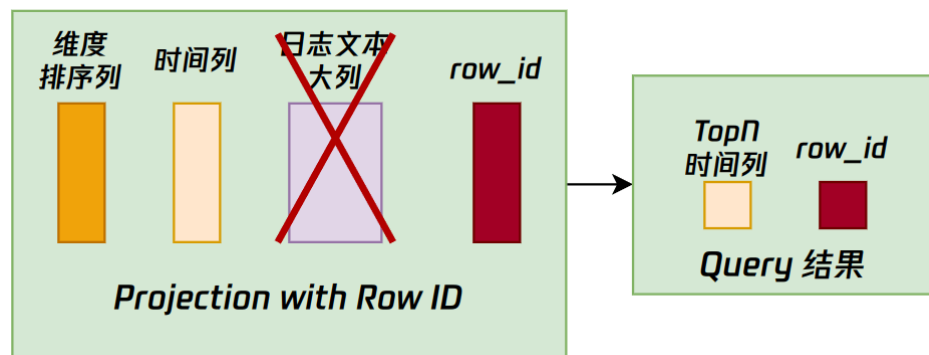 维度
排序列
时间列
日志文本
大列
row_id
Projection with Row ID
TopN
时间列
row_id
Query 结果